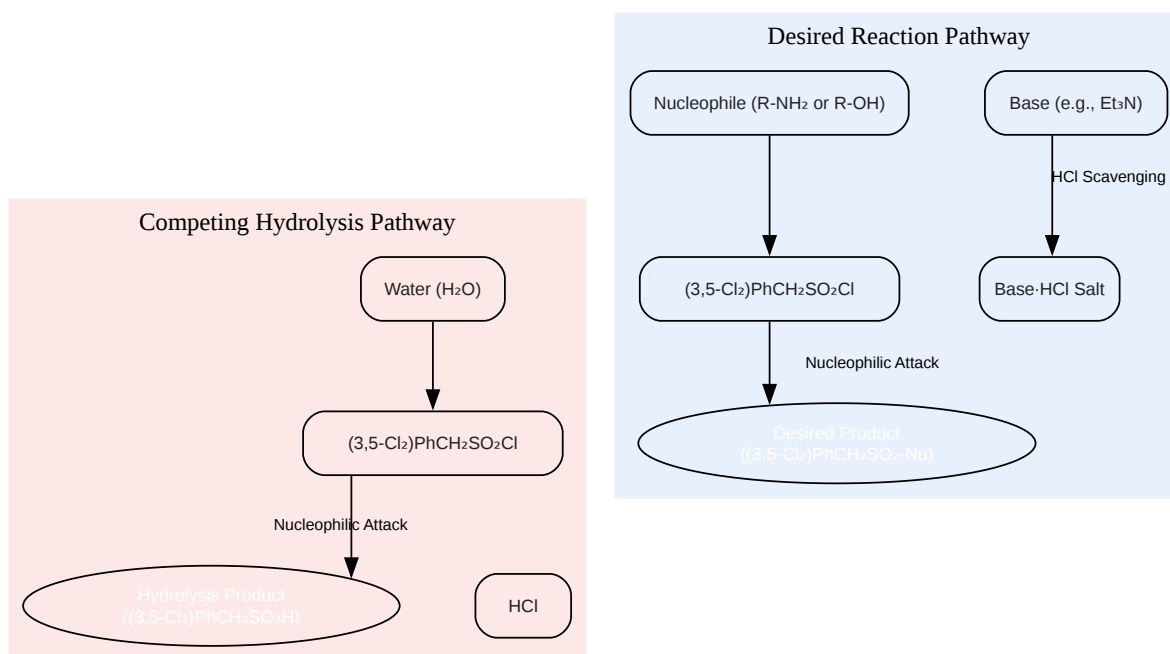 Desired Reaction Pathway
Nucleophile (R-NH₂ or R-OH)
Base (e.g., Et₃N)
HCl Scavenging
(3,5-Cl₂)PhCH₂SO₂Cl
Base·HCl Salt
Nucleophilic Attack
Desired Product
((3,5-Cl₂)PhCH₂SO₂-Nu)
Competing Hydrolysis Pathway
Water (H₂O)
(3,5-Cl₂)PhCH₂SO₂Cl
Nucleophilic Attack
Hydrolysis Product
((3,5-Cl₂)PhCH₂SO₃H)
HCl